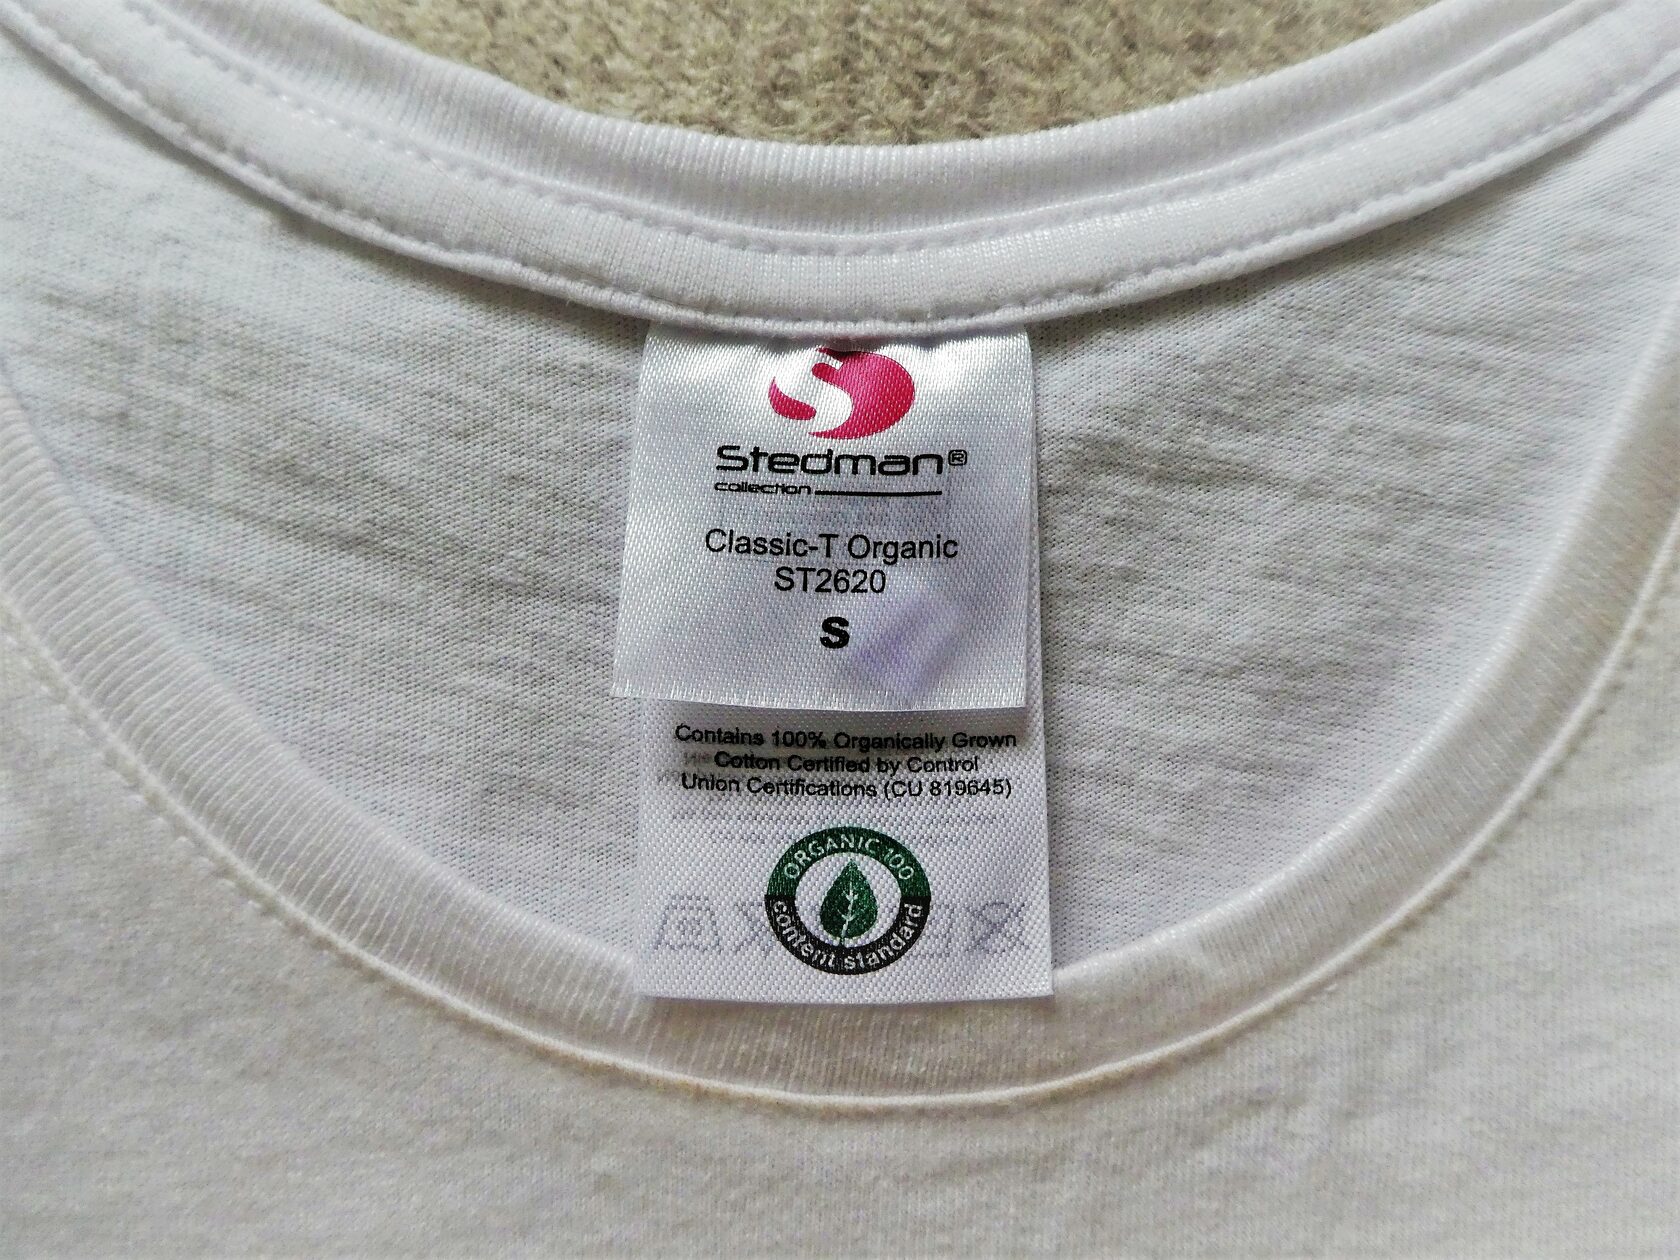 S
Stedman®
collection
Classic-T Organic
ST2620
S
Contains 100% Organically Grown
Cotton Certified by Control
Union Certifications (CU 819645)
ORGANIC 100
content standard